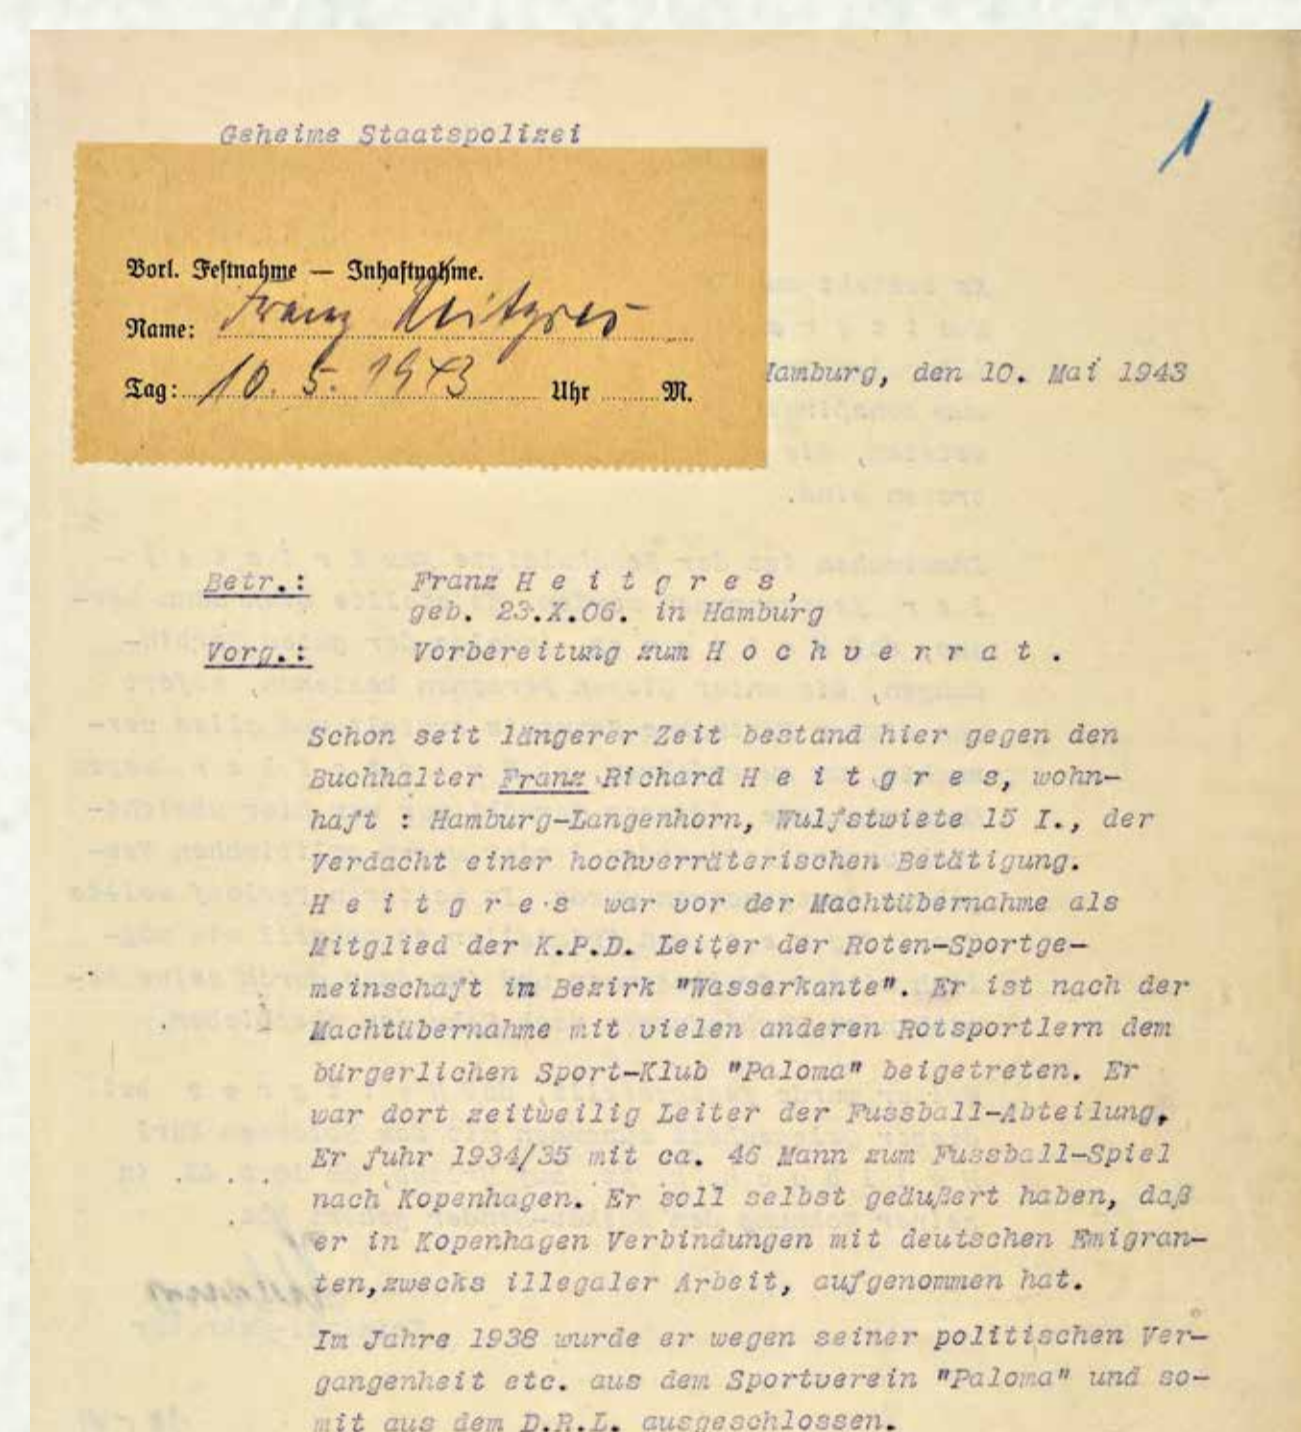 1
Geheime Staatspolizei
Vorl. Festnahme — Inhaftnahme.
Name: Franz Heitgres
Tag: 10. 5. 1943 Uhr M.
Hamburg, den 10. Mai 1943
Betr.: Franz H e i t g r e s,
geb. 23.X.06. in Hamburg
Vorg.: Vorbereitung zum H o c h v e r r a t .
Schon seit längerer Zeit bestand hier gegen den
Buchhalter Franz Richard H e i t g r e s, wohn-
haft : Hamburg-Langenhorn, Wulfstwiete 15 I., der
Verdacht einer hochverräterischen Betätigung.
H e i t g r e s war vor der Machtübernahme als
Mitglied der K.P.D. Leiter der Roten-Sportge-
meinschaft im Bezirk "Wasserkante". Er ist nach der
Machtübernahme mit vielen anderen Rotsportlern dem
bürgerlichen Sport-Klub "Paloma" beigetreten. Er
war dort zeitweilig Leiter der Fussball-Abteilung.
Er fuhr 1934/35 mit ca. 46 Mann zum Fussball-Spiel
nach Kopenhagen. Er soll selbst geäußert haben, daß
er in Kopenhagen Verbindungen mit deutschen Emigran-
ten,zwecks illegaler Arbeit, aufgenommen hat.
Im Jahre 1938 wurde er wegen seiner politischen Ver-
gangenheit etc. aus dem Sportverein "Paloma" und so-
mit aus dem D.R.L. ausgeschlossen.